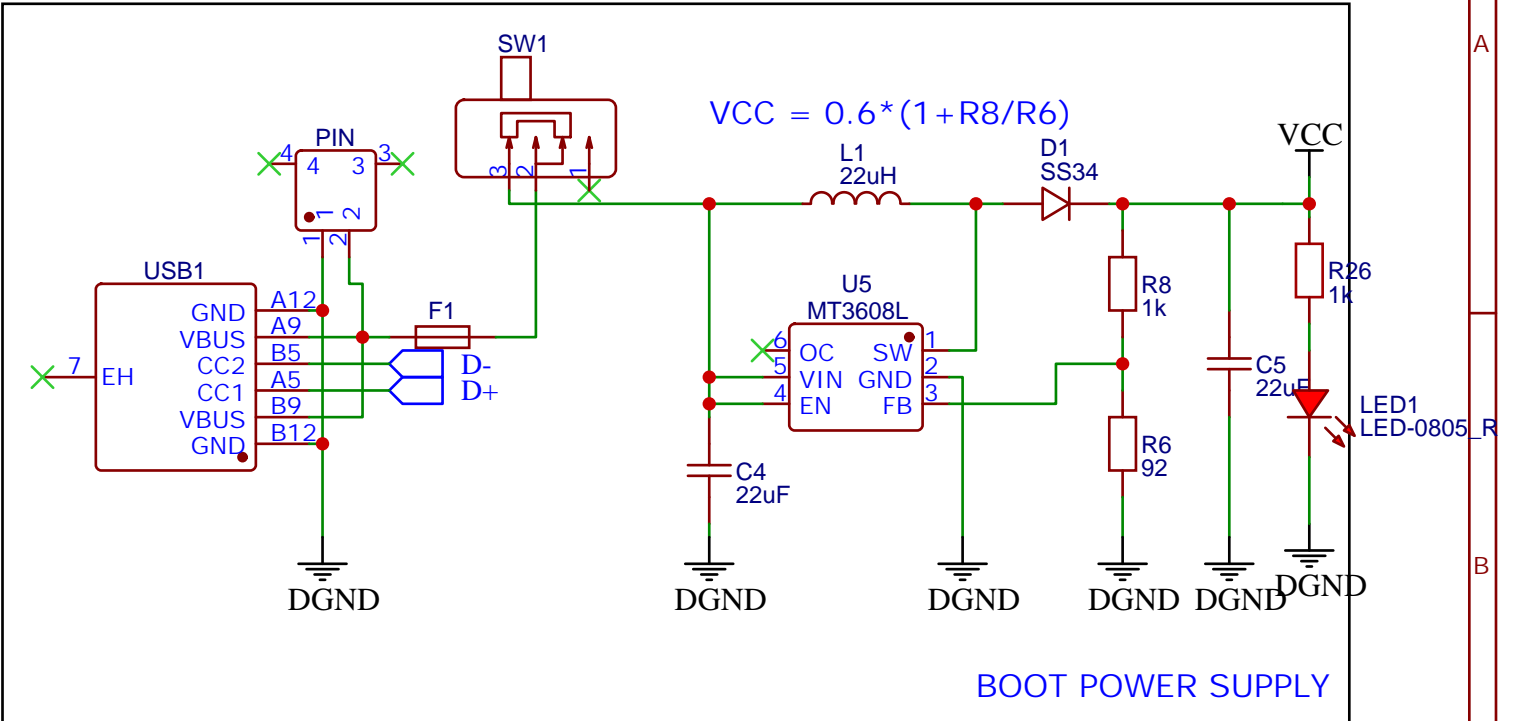 A
SW1
VCC = 0.6*(1+R8/R6)
VCC
PIN
4 4 3 3
1 2
1 2
3 2 1
L1
22uH
D1
SS34
USB1
GND A12
VBUS A9
CC2 B5
CC1 A5
VBUS B9
GND B12
7 EH
F1
D-
D+
U5
MT3608L
6 OC SW 1
5 VIN GND 2
4 EN FB 3
R8
1k
R26
1k
C5
22uF
LED1
LED-0805_R
R6
92
C4
22uF
B
DGND
DGND
DGND
DGND
DGND
DGND
BOOT POWER SUPPLY